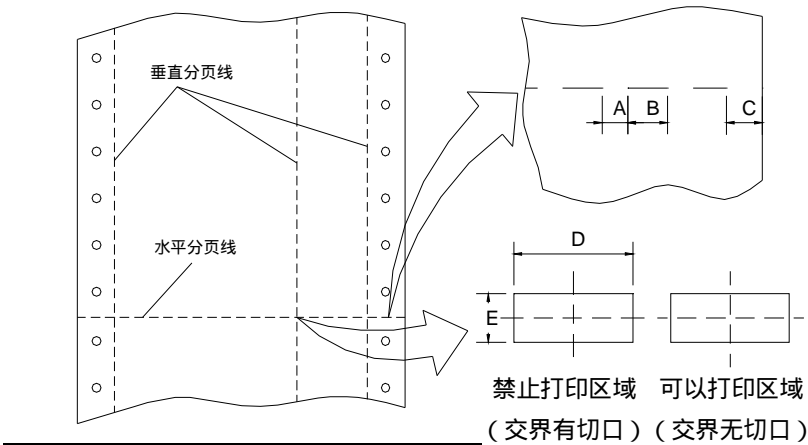 垂直分页线
水平分页线
A B C
D
E
禁止打印区域 可以打印区域
(交界有切口)(交界无切口)